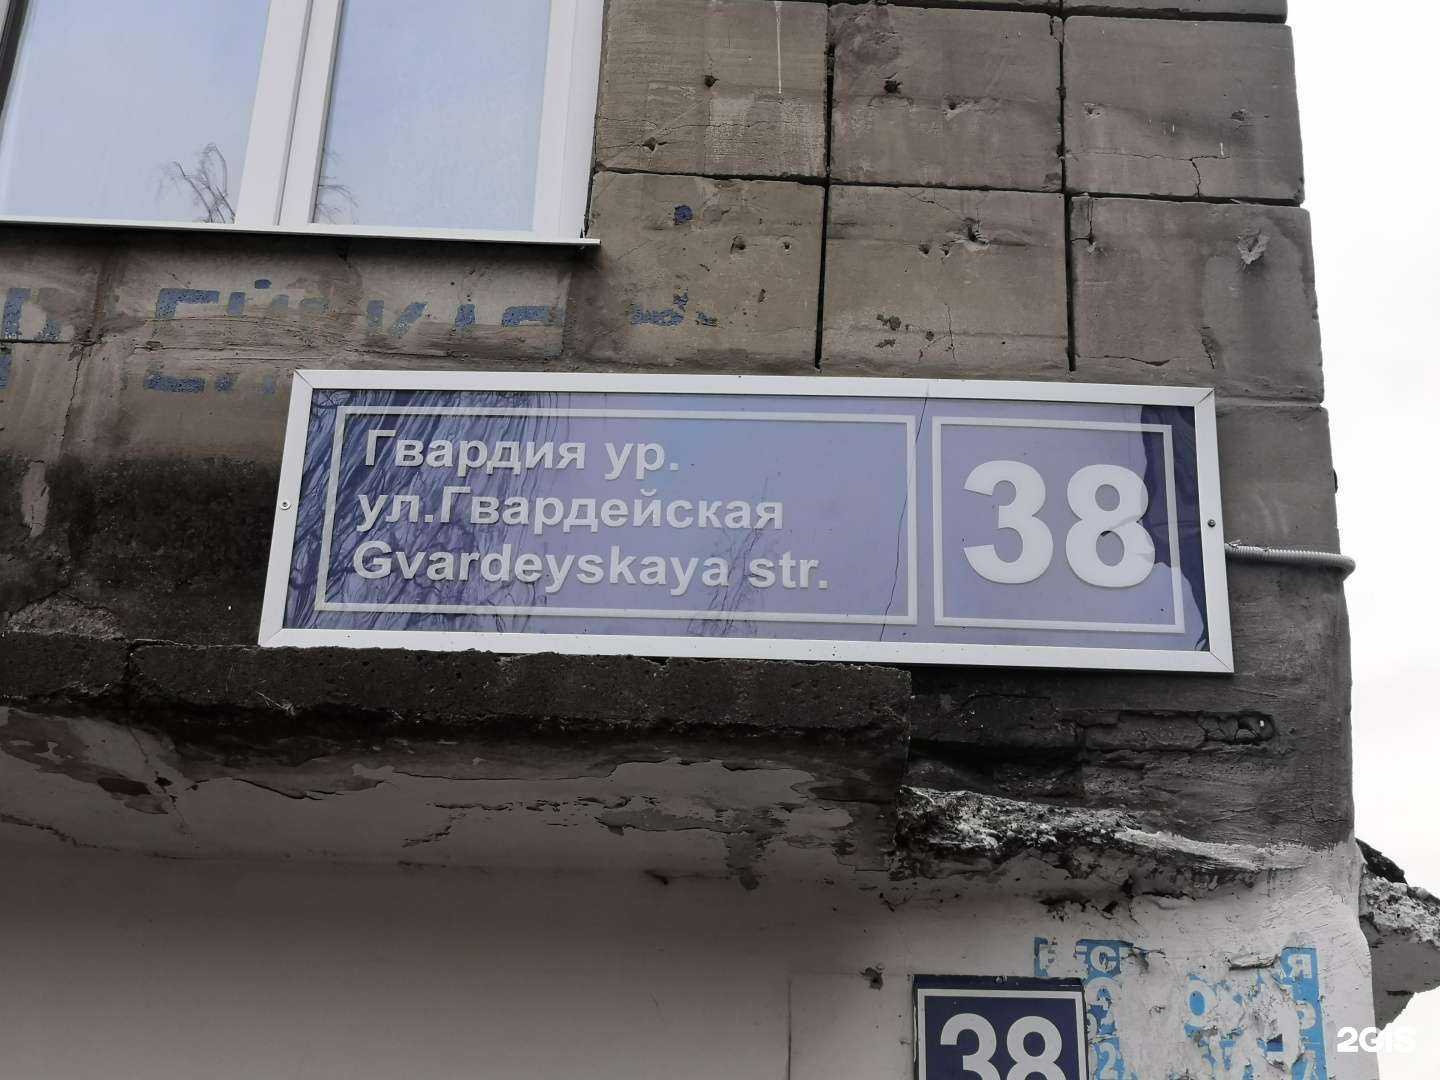 Гвардия ур.
ул.Гвардейская
Gvardeyskaya str.
38
38
2GIS